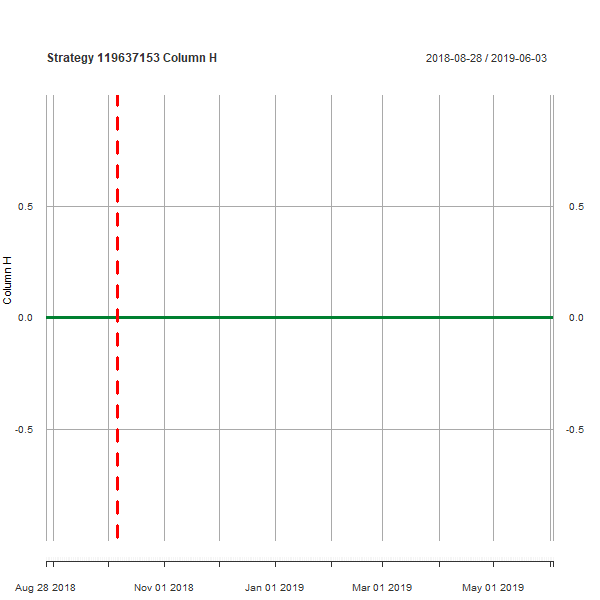 Strategy 119637153 Column H
2018-08-28 / 2019-06-03
Column H
0.5
0.5
0.0
0.0
-0.5
-0.5
Aug 28 2018
Nov 01 2018
Jan 01 2019
Mar 01 2019
May 01 2019